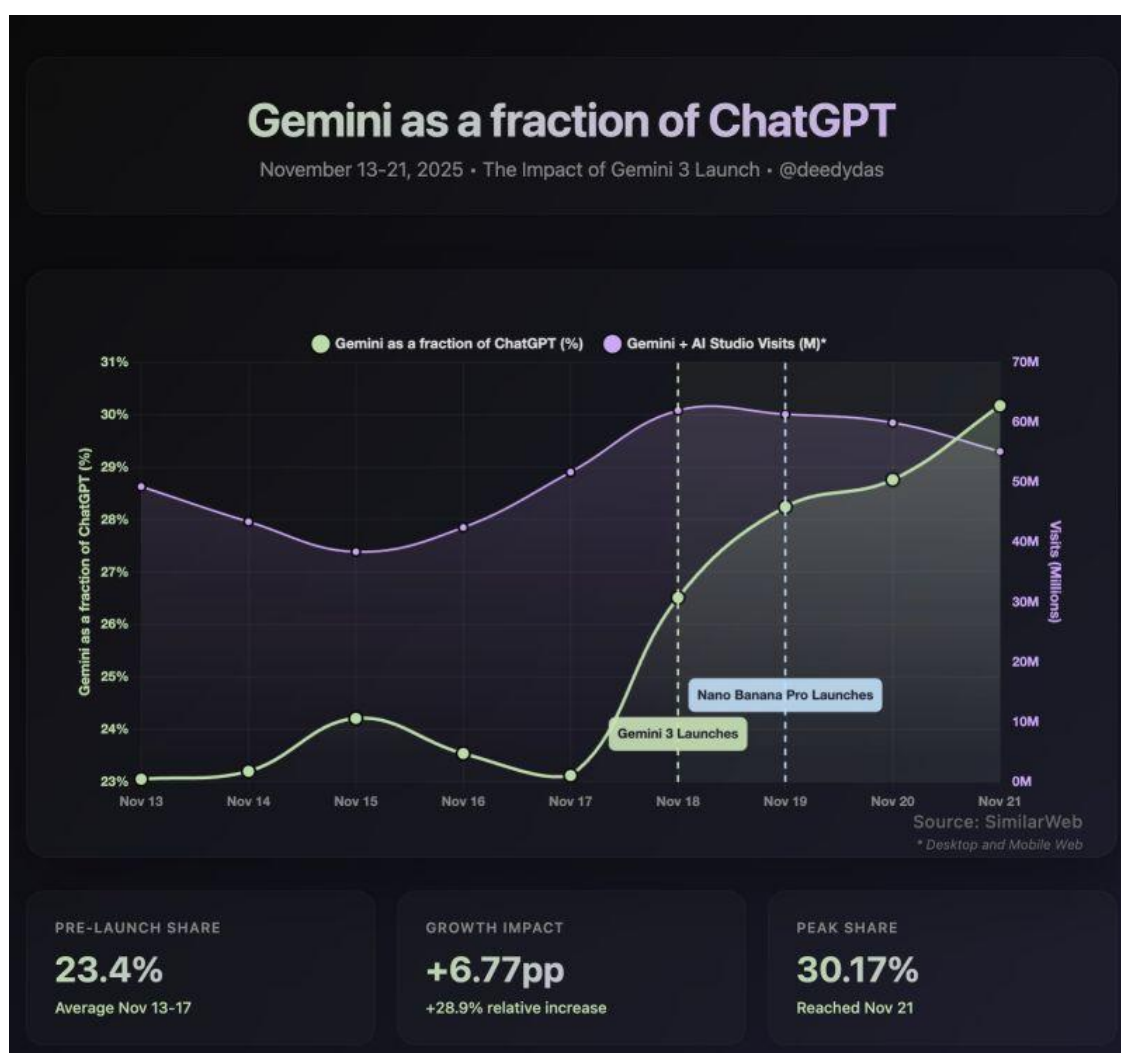 Gemini as a fraction of ChatGPT
November 13-21, 2025 • The Impact of Gemini 3 Launch • @deedydas
Gemini as a fraction of ChatGPT (%)
Gemini + AI Studio Visits (M)*
Gemini as a fraction of ChatGPT (%)
31%
30%
29%
28%
27%
26%
25%
24%
23%
70M
60M
50M
40M
30M
20M
10M
0M
Visits (Millions)
Nano Banana Pro Launches
Gemini 3 Launches
Nov 13
Nov 14
Nov 15
Nov 16
Nov 17
Nov 18
Nov 19
Nov 20
Nov 21
Source: SimilarWeb
* Desktop and Mobile Web
PRE-LAUNCH SHARE
23.4%
Average Nov 13-17
GROWTH IMPACT
+6.77pp
+28.9% relative increase
PEAK SHARE
30.17%
Reached Nov 21